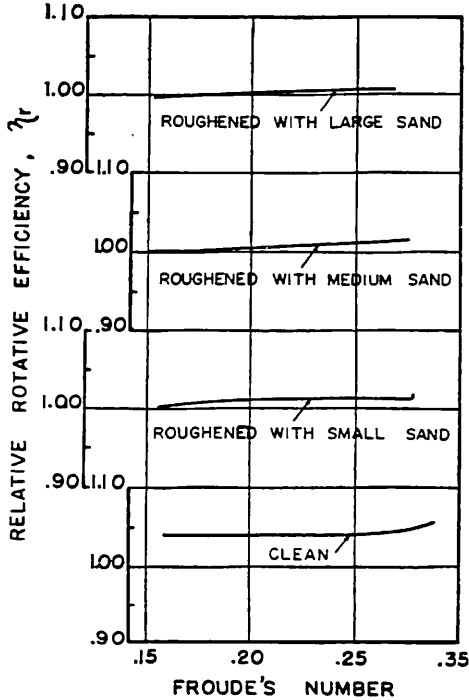 1.10
1.00
ROUGHENED WITH LARGE SAND
.90 1.10
1.00
ROUGHENED WITH MEDIUM SAND
1.10 .90
1.00
ROUGHENED WITH SMALL SAND
.90 1.10
CLEAN
1.00
.90
.15 .20 .25 .35
FROUDE'S NUMBER
RELATIVE ROTATIVE EFFICIENCY, ηr